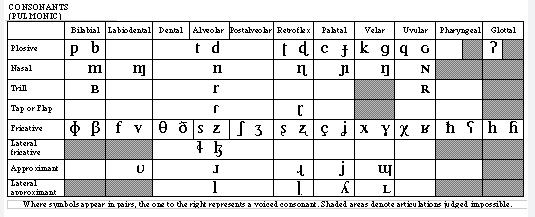 CONSONANTS
(PULMONIC)
Bilabial Labiodental Dental Alveolar Postalveolar Retroflex Palatal Velar Uvular Pharyngeal Glottal
Plosive p b t d ʈ ɖ c ɟ k ɡ q ɢ ʔ
Nasal m ɱ n ɳ ɲ ŋ ɴ
Trill ʙ r ʀ
Tap or Flap ɾ ɽ
Fricative ɸ β f v θ ð s z ʃ ʒ ʂ ʐ ç ʝ x ɣ χ ʁ ħ ʕ h ɦ
Lateral
fricative ɬ ɮ
Approximant ʋ ɹ ɻ j ɰ
Lateral
approximant l ɭ ʎ ʟ
Where symbols appear in pairs, the one to the right represents a voiced consonant. Shaded areas denote articulations judged impossible.